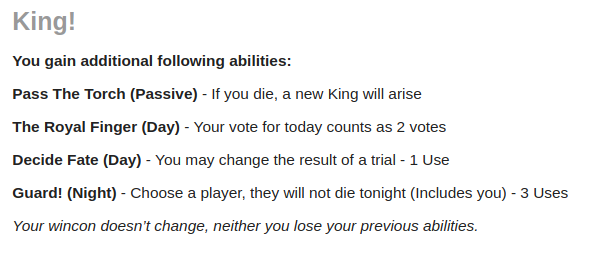 King!
You gain additional following abilities:
Pass The Torch (Passive) - If you die, a new King will arise
The Royal Finger (Day) - Your vote for today counts as 2 votes
Decide Fate (Day) - You may change the result of a trial - 1 Use
Guard! (Night) - Choose a player, they will not die tonight (Includes you) - 3 Uses
Your wincon doesn’t change, neither you lose your previous abilities.